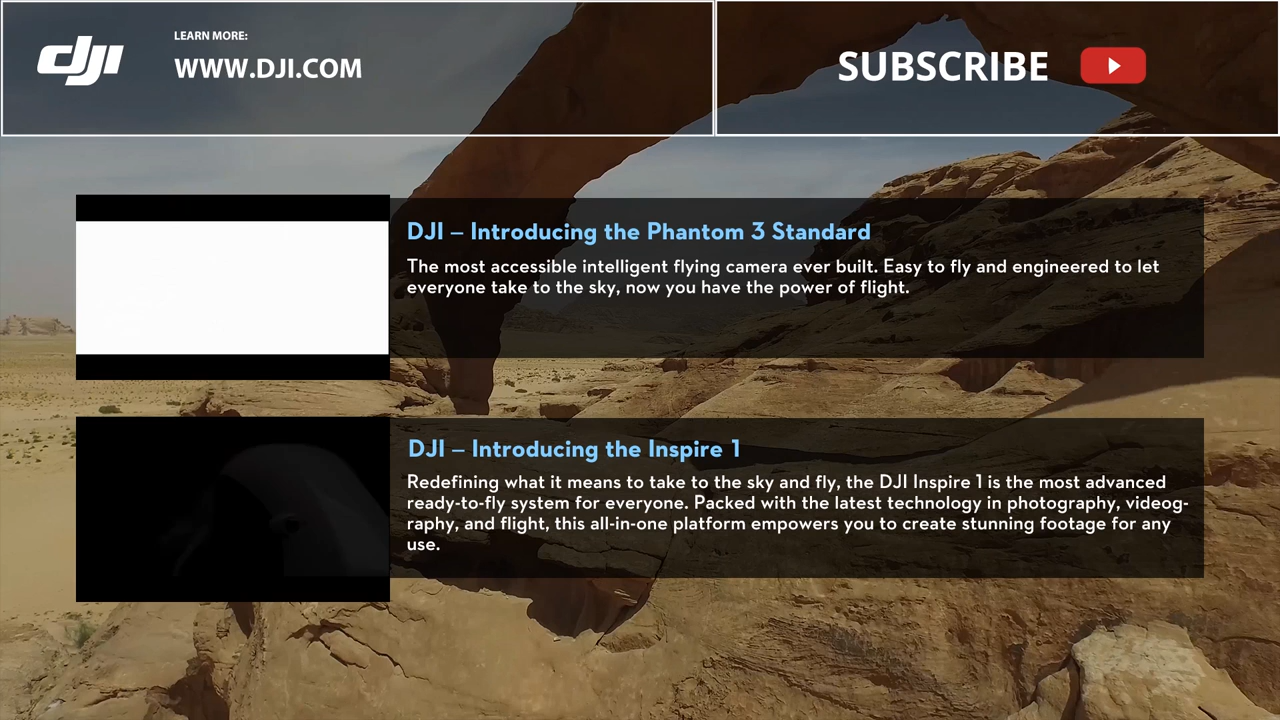 dji
LEARN MORE:
WWW.DJI.COM
SUBSCRIBE
DJI – Introducing the Phantom 3 Standard
The most accessible intelligent flying camera ever built. Easy to fly and engineered to let
everyone take to the sky, now you have the power of flight.
DJI – Introducing the Inspire 1
Redefining what it means to take to the sky and fly, the DJI Inspire 1 is the most advanced
ready-to-fly system for everyone. Packed with the latest technology in photography, videog-
raphy, and flight, this all-in-one platform empowers you to create stunning footage for any
use.